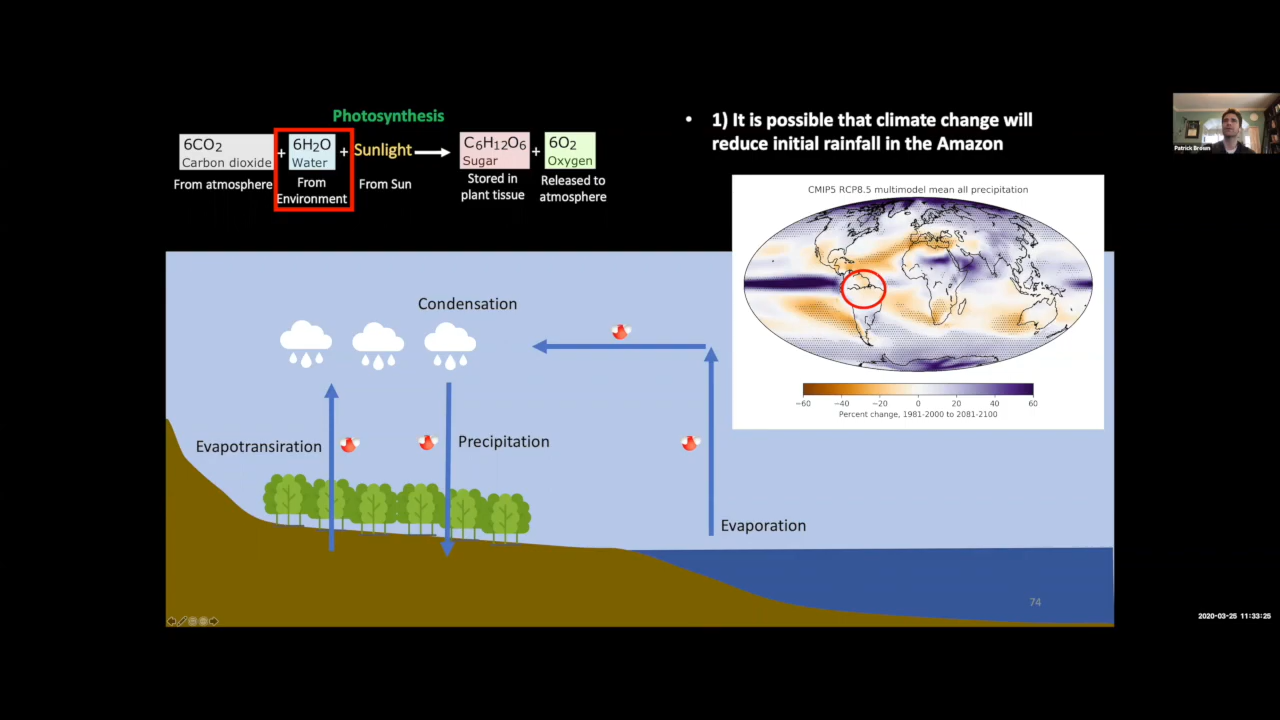 Photosynthesis
6CO2 + 6H2O + Sunlight → C6H12O6 + 6O2
Carbon dioxide Water Sugar Oxygen
From atmosphere From Environment From Sun Stored in plant tissue Released to atmosphere
• 1) It is possible that climate change will
reduce initial rainfall in the Amazon
Patrick Brown
CMIP5 RCP8.5 multimodel mean all precipitation
−60 −40 −20 0 20 40 60
Percent change, 1981-2000 to 2081-2100
Condensation
Evapotransiration
Precipitation
Evaporation
74
2020-03-25 11:33:25